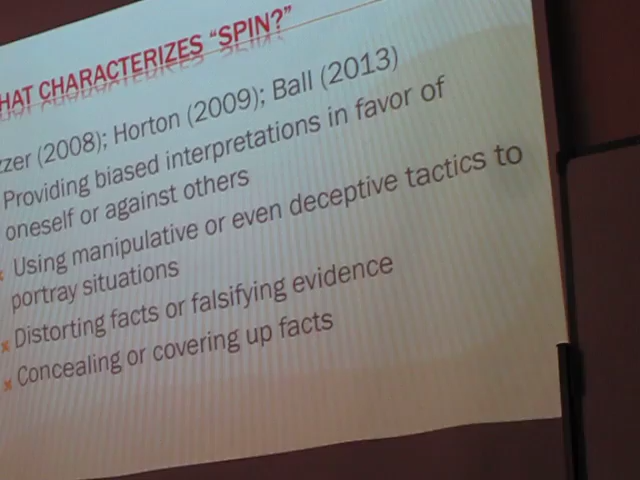 HAT CHARACTERIZES “SPIN?”
zer (2008); Horton (2009); Ball (2013)
Providing biased interpretations in favor of
oneself or against others
Using manipulative or even deceptive tactics to
portray situations
Distorting facts or falsifying evidence
Concealing or covering up facts